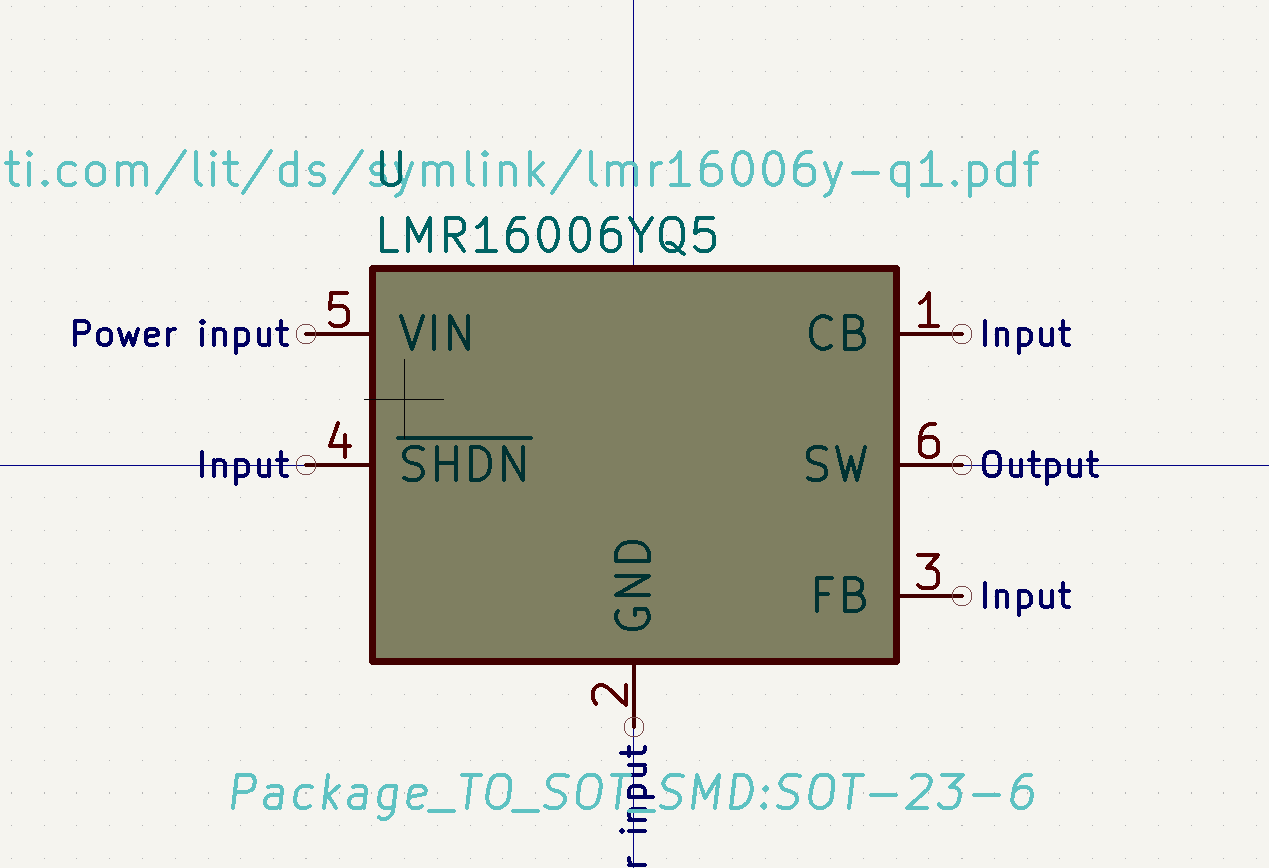 ti.com/lit/ds/symlink/lmr16006y-q1.pdf
U
LMR16006YQ5
Power input 5 VIN CB 1 Input
Input 4 SHDN SW 6 Output
FB 3 Input
GND
2
input
Package_TO_SOT_SMD:SOT-23-6